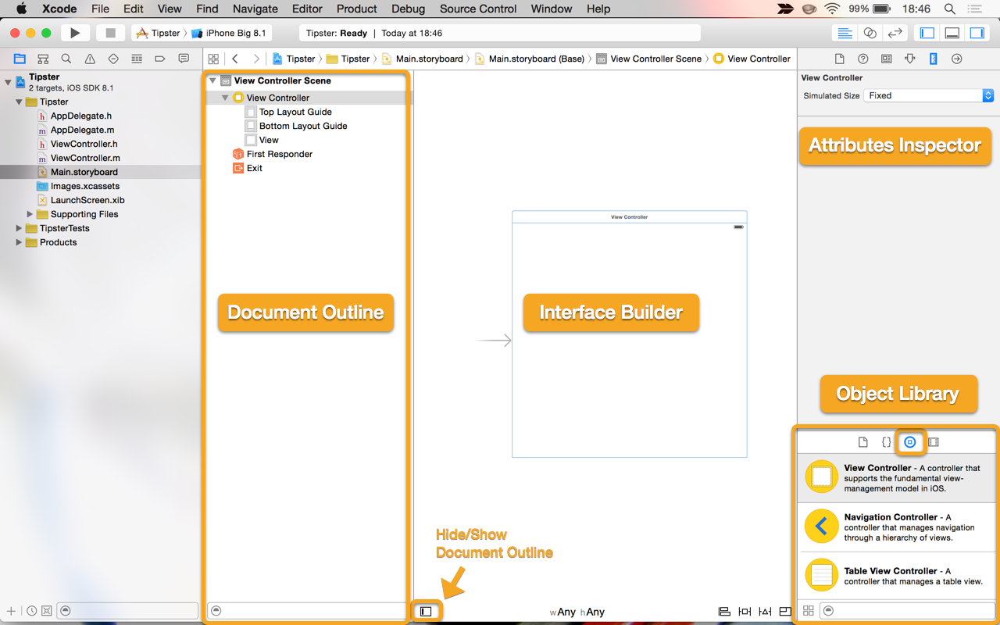 Xcode File Edit View Find Navigate Editor Product Debug Source Control Window Help 99% 18:46
Tipster iPhone Big 8.1 Tipster: Ready | Today at 18:46
Tipster Tipster Main.storyboard Main.storyboard (Base) View Controller Scene View Controller
Tipster
2 targets, iOS SDK 8.1
Tipster
AppDelegate.h
AppDelegate.m
ViewController.h
ViewController.m
Main.storyboard
Images.xcassets
LaunchScreen.xib
Supporting Files
TipsterTests
Products
View Controller Scene
View Controller
Top Layout Guide
Bottom Layout Guide
View
First Responder
Exit
Document Outline
View Controller
Interface Builder
Hide/Show
Document Outline
wAny hAny
View Controller
Simulated Size Fixed
Attributes Inspector
Object Library
View Controller - A controller that
supports the fundamental view-
management model in iOS.
Navigation Controller - A
controller that manages navigation
through a hierarchy of views.
Table View Controller - A
controller that manages a table view.